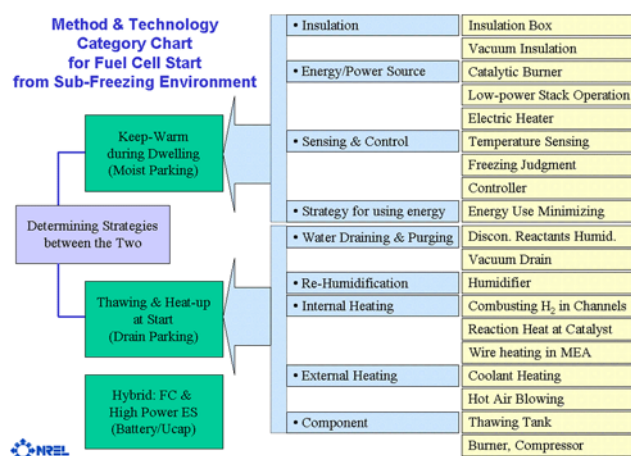 Method & Technology
Category Chart
for Fuel Cell Start
from Sub-Freezing Environment
Keep-Warm
during Dwelling
(Moist Parking)
Determining Strategies
between the Two
Thawing & Heat-up
at Start
(Drain Parking)
Hybrid: FC &
High Power ES
(Battery/Ucap)
NREL
• Insulation
• Energy/Power Source
• Sensing & Control
• Strategy for using energy
• Water Draining & Purging
• Re-Humidification
• Internal Heating
• External Heating
• Component
Insulation Box
Vacuum Insulation
Catalytic Burner
Low-power Stack Operation
Electric Heater
Temperature Sensing
Freezing Judgment
Controller
Energy Use Minimizing
Discon. Reactants Humid.
Vacuum Drain
Humidifier
Combusting H₂ in Channels
Reaction Heat at Catalyst
Wire heating in MEA
Coolant Heating
Hot Air Blowing
Thawing Tank
Burner, Compressor